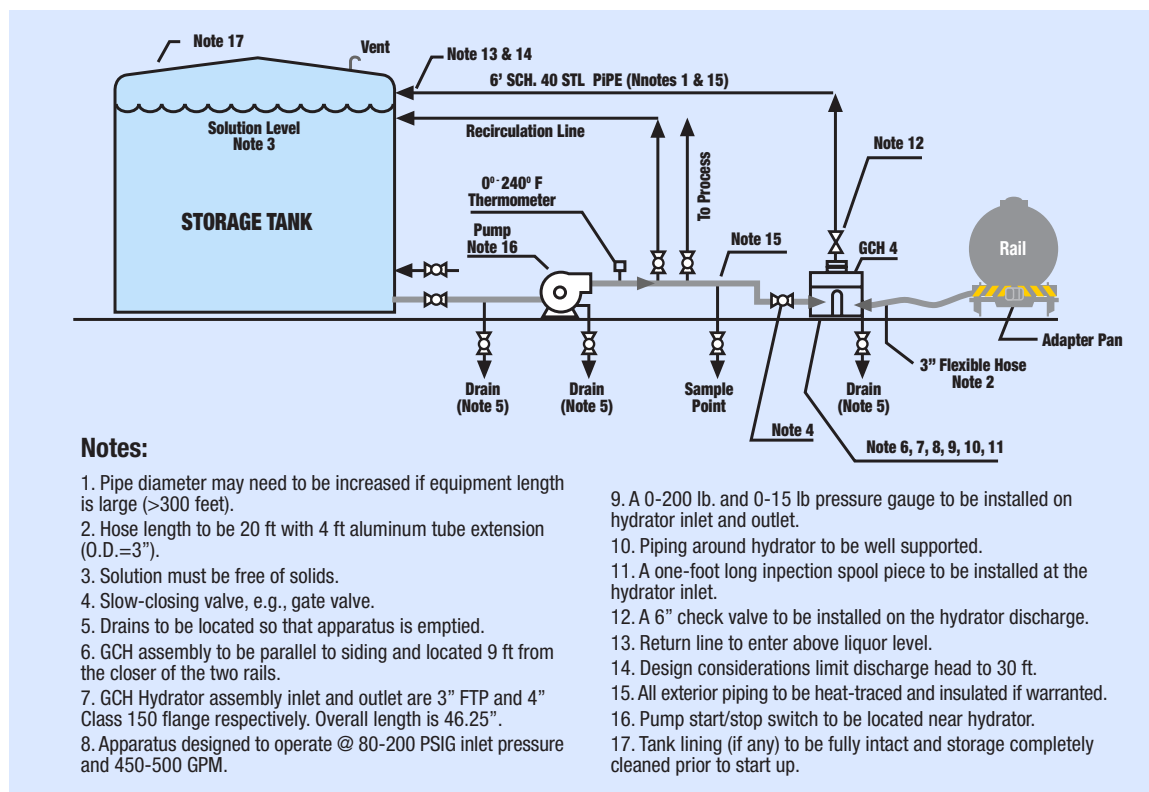 Note 17
Vent
Note 13 & 14
6’ SCH. 40 STL PiPE (Nnotes 1 & 15)
Solution Level
Note 3
Recirculation Line
Note 12
0⁰ - 240⁰ F
Thermometer
To Process
STORAGE TANK
Pump
Note 16
Note 15
GCH 4
Rail
Adapter Pan
3” Flexible Hose
Note 2
Drain
(Note 5)
Drain
(Note 5)
Sample
Point
Drain
(Note 5)
Note 4
Note 6, 7, 8, 9, 10, 11
Notes:
1. Pipe diameter may need to be increased if equipment length
is large (>300 feet).
2. Hose length to be 20 ft with 4 ft aluminum tube extension
(O.D.=3”).
3. Solution must be free of solids.
4. Slow-closing valve, e.g., gate valve.
5. Drains to be located so that apparatus is emptied.
6. GCH assembly to be parallel to siding and located 9 ft from
the closer of the two rails.
7. GCH Hydrator assembly inlet and outlet are 3” FTP and 4”
Class 150 flange respectively. Overall length is 46.25”.
8. Apparatus designed to operate @ 80-200 PSIG inlet pressure
and 450-500 GPM.
9. A 0-200 lb. and 0-15 lb pressure gauge to be installed on
hydrator inlet and outlet.
10. Piping around hydrator to be well supported.
11. A one-foot long inpection spool piece to be installed at the
hydrator inlet.
12. A 6” check valve to be installed on the hydrator discharge.
13. Return line to enter above liquor level.
14. Design considerations limit discharge head to 30 ft.
15. All exterior piping to be heat-traced and insulated if warranted.
16. Pump start/stop switch to be located near hydrator.
17. Tank lining (if any) to be fully intact and storage completely
cleaned prior to start up.